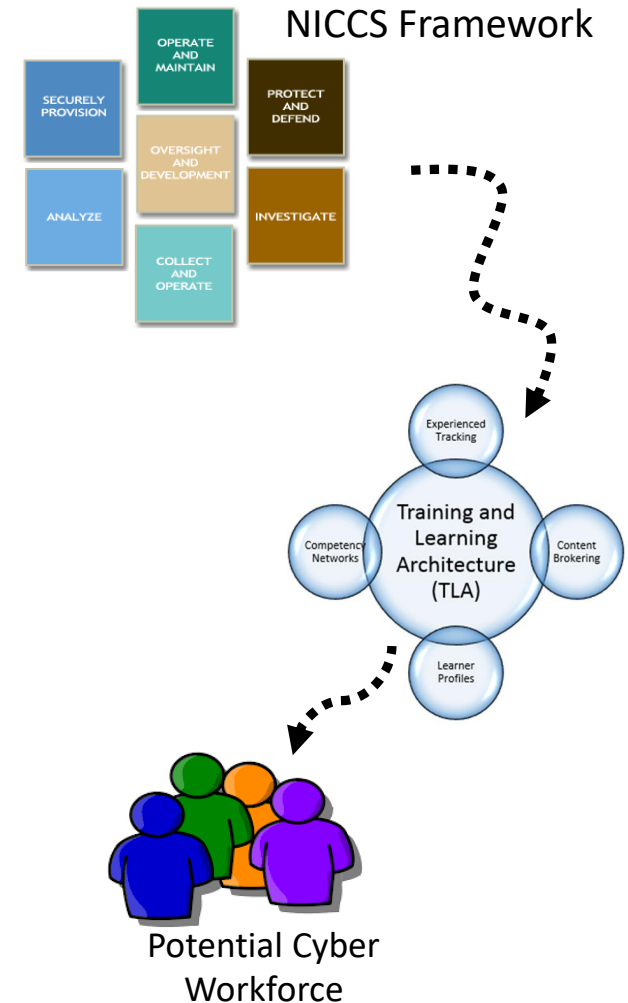 NICCS Framework
OPERATE
AND
MAINTAIN
SECURELY
PROVISION
PROTECT
AND
DEFEND
OVERSIGHT
AND
DEVELOPMENT
ANALYZE
INVESTIGATE
COLLECT
AND
OPERATE
Experienced
Tracking
Training and
Learning
Architecture
(TLA)
Competency
Networks
Content
Brokering
Learner
Profiles
Potential Cyber
Workforce